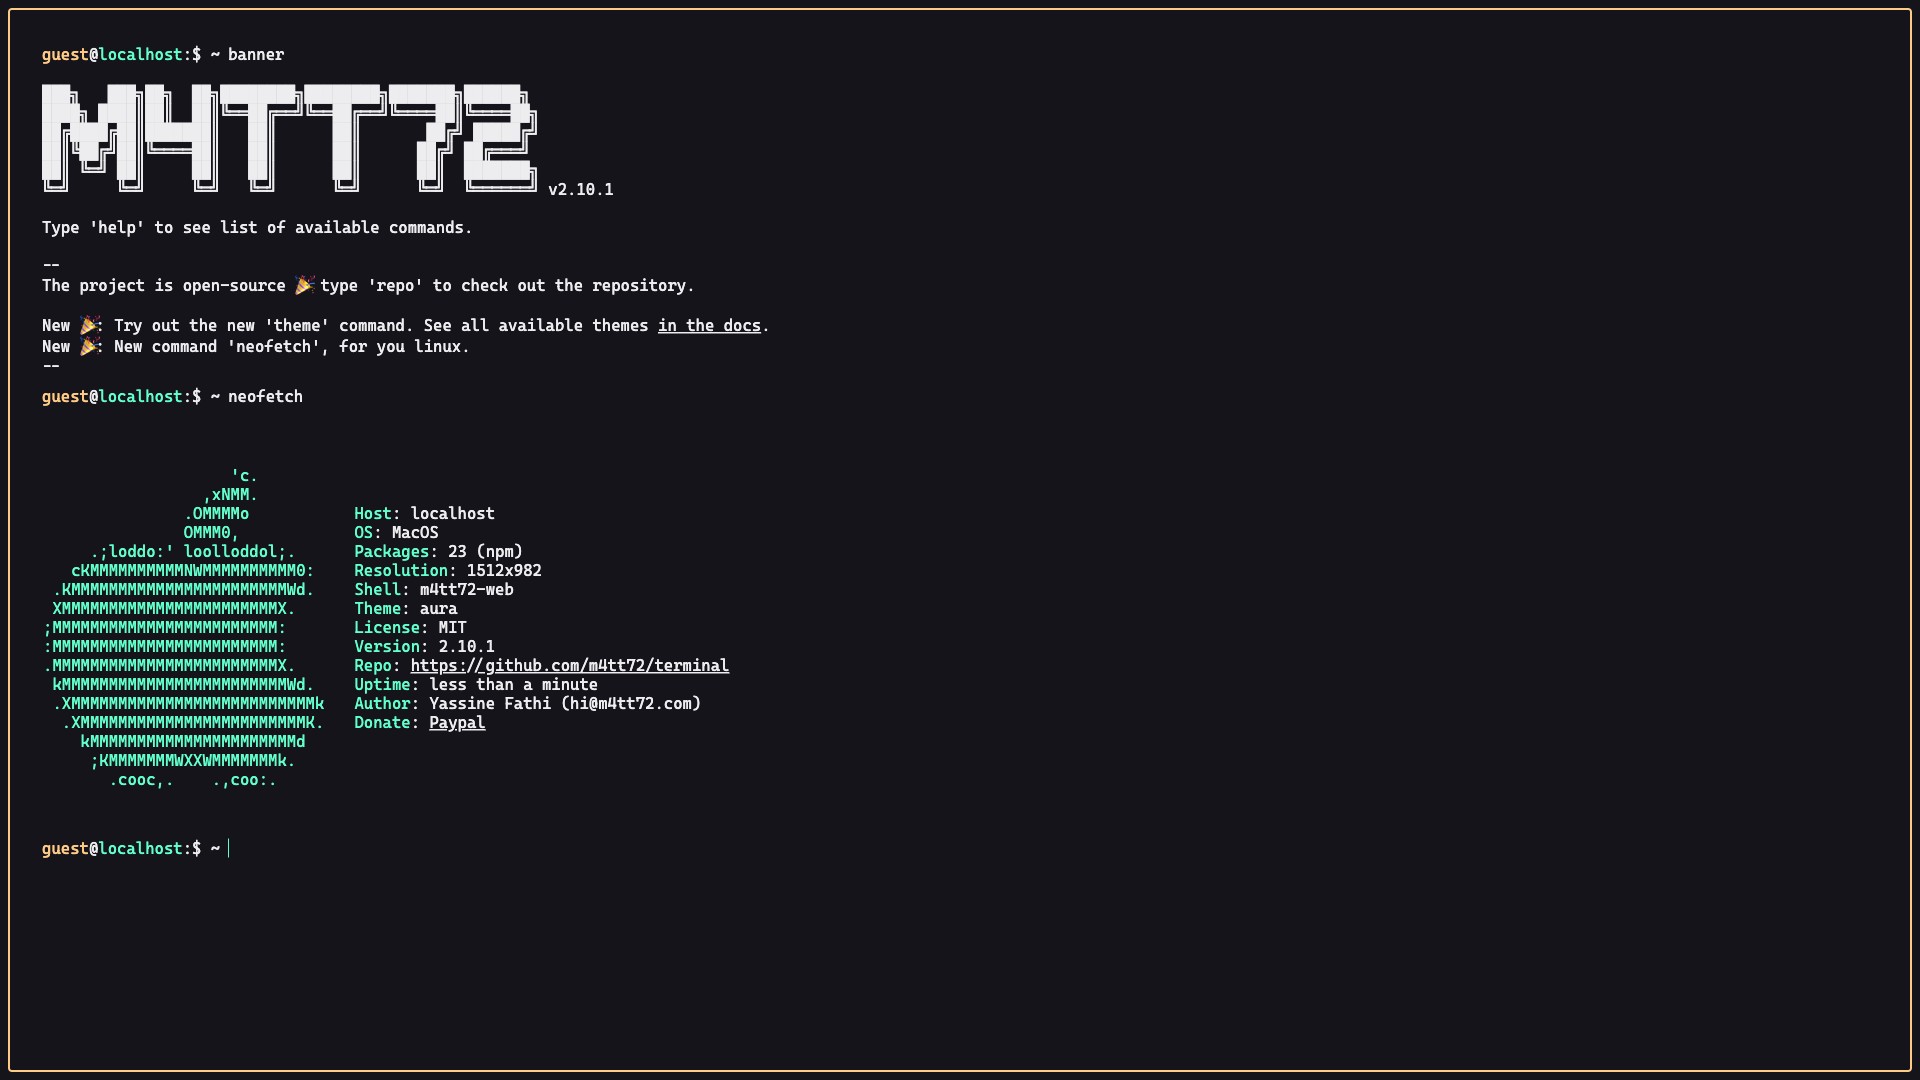 guest@localhost:$ ~ banner
M4TT72 v2.10.1
Type 'help' to see list of available commands.
--
The project is open-source 🎉 type 'repo' to check out the repository.
New 🎉: Try out the new 'theme' command. See all available themes in the docs.
New 🎉: New command 'neofetch', for you linux.
--
guest@localhost:$ ~ neofetch
'c.
,xNMM.
.OMMMMo Host: localhost
OMMM0, OS: MacOS
.;loddo:' loolloddol;. Packages: 23 (npm)
cKMMMMMMMMMMNWMMMMMMMMMM0: Resolution: 1512x982
.KMMMMMMMMMMMMMMMMMMMMMMMWd. Shell: m4tt72-web
XMMMMMMMMMMMMMMMMMMMMMMMX. Theme: aura
;MMMMMMMMMMMMMMMMMMMMMMMM: License: MIT
:MMMMMMMMMMMMMMMMMMMMMMMM: Version: 2.10.1
.MMMMMMMMMMMMMMMMMMMMMMMMX. Repo: https://github.com/m4tt72/terminal
kMMMMMMMMMMMMMMMMMMMMMMMMWd. Uptime: less than a minute
.XMMMMMMMMMMMMMMMMMMMMMMMMMMk Author: Yassine Fathi (hi@m4tt72.com)
.XMMMMMMMMMMMMMMMMMMMMMMMMK. Donate: Paypal
kMMMMMMMMMMMMMMMMMMMMMMd
;KMMMMMMMWXXWMMMMMMMk.
.cooc,. .,coo:.
guest@localhost:$ ~